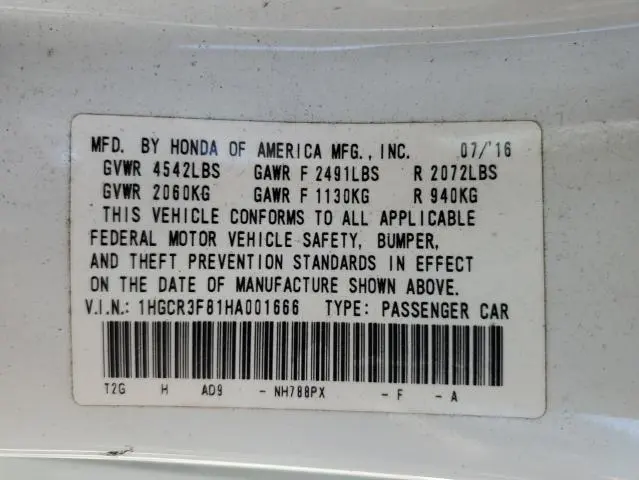 MFD. BY HONDA OF AMERICA MFG., INC. 07/'16
GVWR 4542LBS GAWR F 2491LBS R 2072LBS
GVWR 2060KG GAWR F 1130KG R 940KG
THIS VEHICLE CONFORMS TO ALL APPLICABLE
FEDERAL MOTOR VEHICLE SAFETY, BUMPER,
AND THEFT PREVENTION STANDARDS IN EFFECT
ON THE DATE OF MANUFACTURE SHOWN ABOVE.
V.I.N.: 1HGCR3F81HA001666 TYPE: PASSENGER CAR
T2G H AD9 - NH788PX - F - A